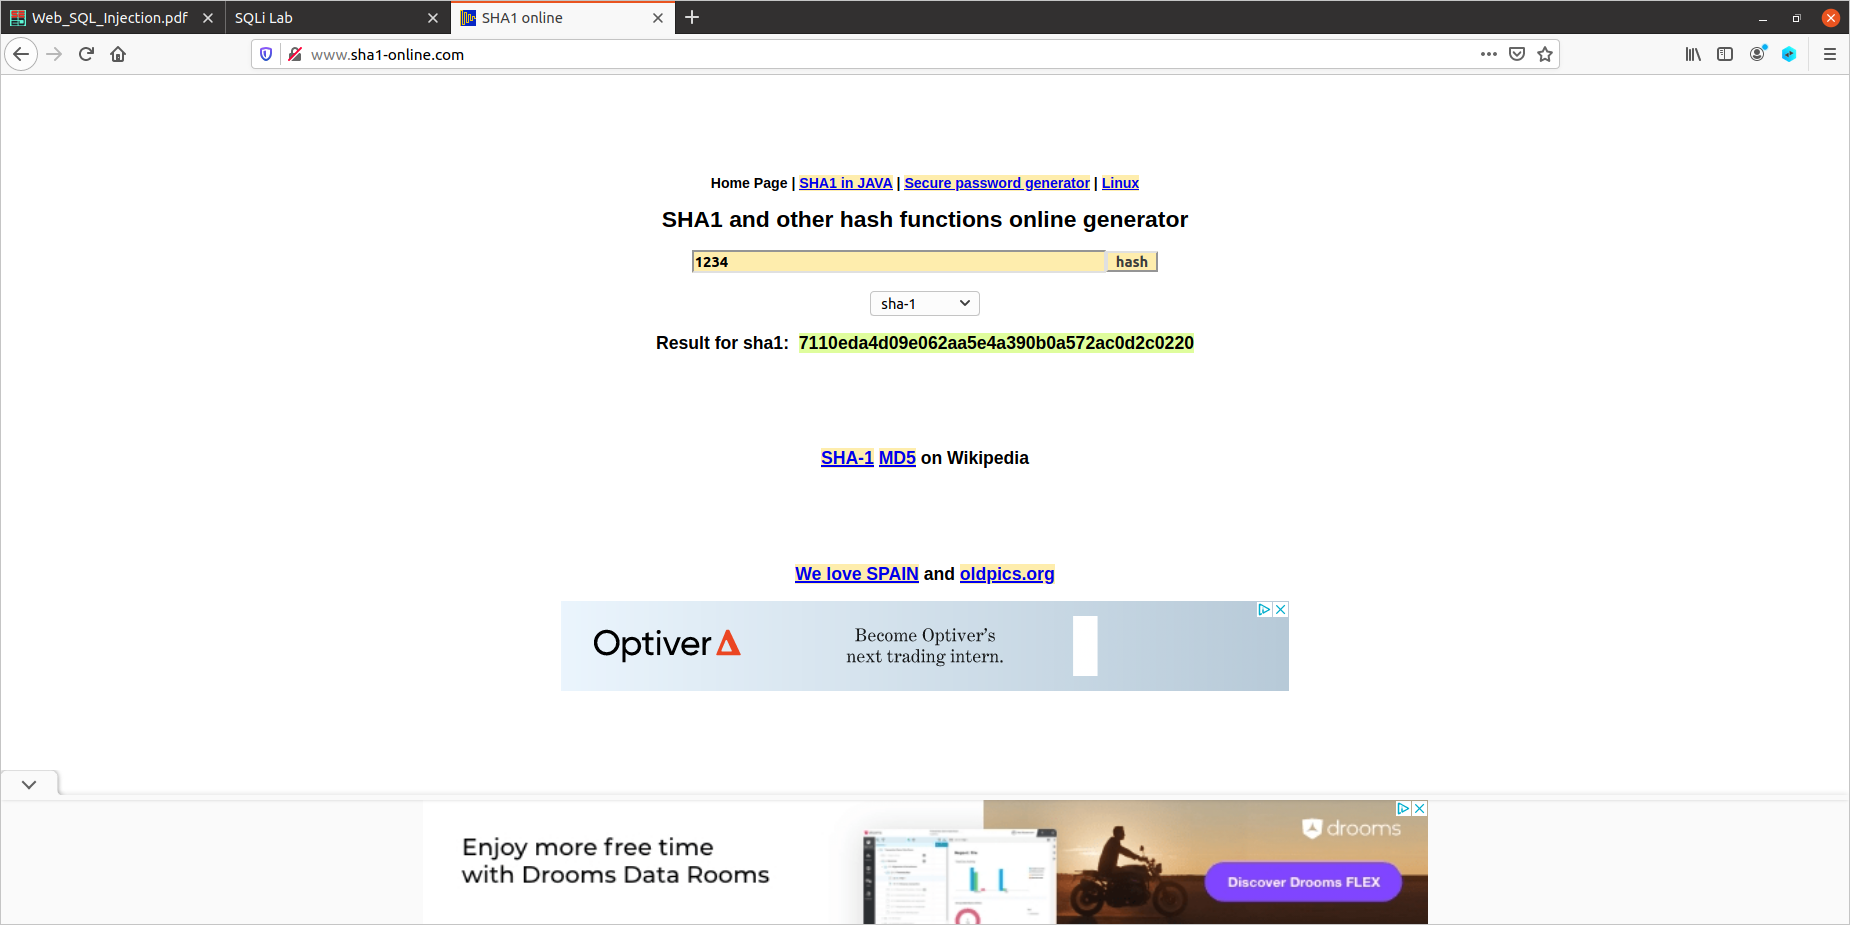 Web_SQL_Injection.pdf
SQLi Lab
SHA1 online
www.sha1-online.com
Home Page | SHA1 in JAVA | Secure password generator | Linux
SHA1 and other hash functions online generator
1234 hash
sha-1
Result for sha1: 7110eda4d09e062aa5e4a390b0a572ac0d2c0220
SHA-1 MD5 on Wikipedia
We love SPAIN and oldpics.org
Optiver
Become Optiver's
next trading intern.
Enjoy more free time
with Drooms Data Rooms
drooms
Discover Drooms FLEX